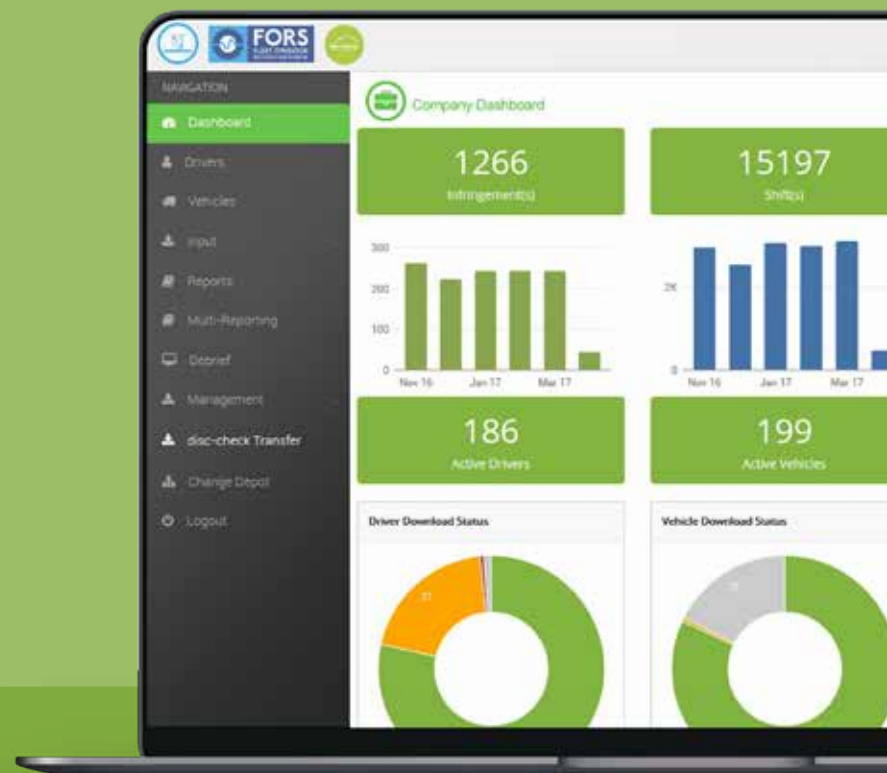 FORS
NAVIGATION
Dashboard
Drivers
Vehicles
Input
Reports
Multi-Reporting
Debrief
Management
disc-check Transfer
Change Depot
Logout
Company Dashboard
1266
Infringement(s)
15197
Shift(s)
300
200
100
0
Nov 16 Jan 17 Mar 17
2K
0
Nov 16 Jan 17 Mar 17
186
Active Drivers
199
Active Vehicles
Driver Download Status
Vehicle Download Status